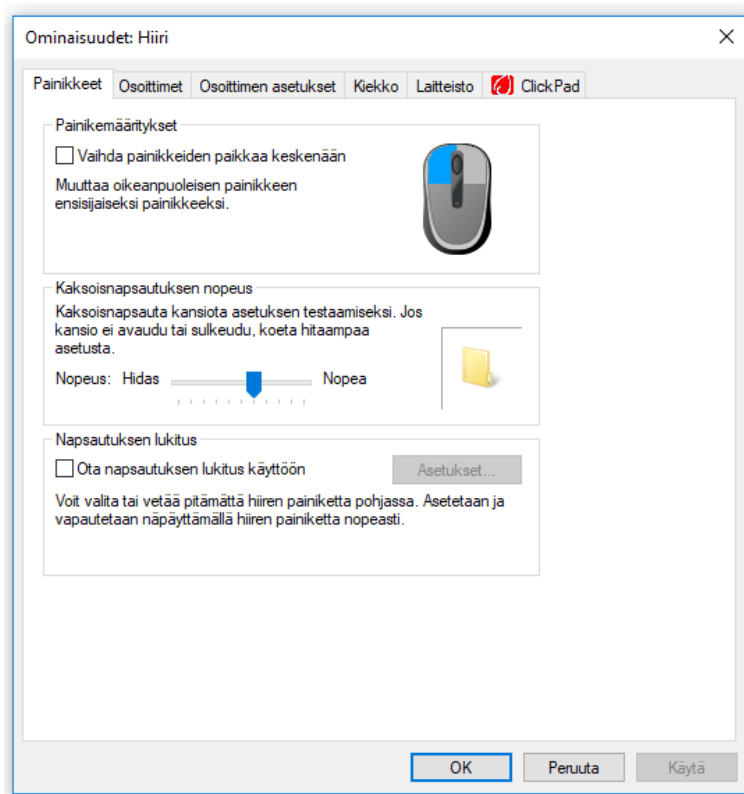 Ominaisuudet: Hiiri
Painikkeet
Osoittimet
Osoittimen asetukset
Kiekko
Laitteisto
ClickPad
Painikemääritykset
Vaihda painikkeiden paikkaa keskenään
Muuttaa oikeanpuoleisen painikkeen
ensisijaiseksi painikkeeksi.
Kaksoisnapsautuksen nopeus
Kaksoisnapsauta kansiota asetuksen testaamiseksi. Jos
kansio ei avaudu tai sulkeudu, koeta hitaampaa
asetusta.
Nopeus: Hidas Nopea
Napsautuksen lukitus
Ota napsautuksen lukitus käyttöön
Asetukset...
Voit valita tai vetää pitämättä hiiren painiketta pohjassa. Asetetaan ja
vapautetaan näpäyttämällä hiiren painiketta nopeasti.
OK
Peruuta
Käytä